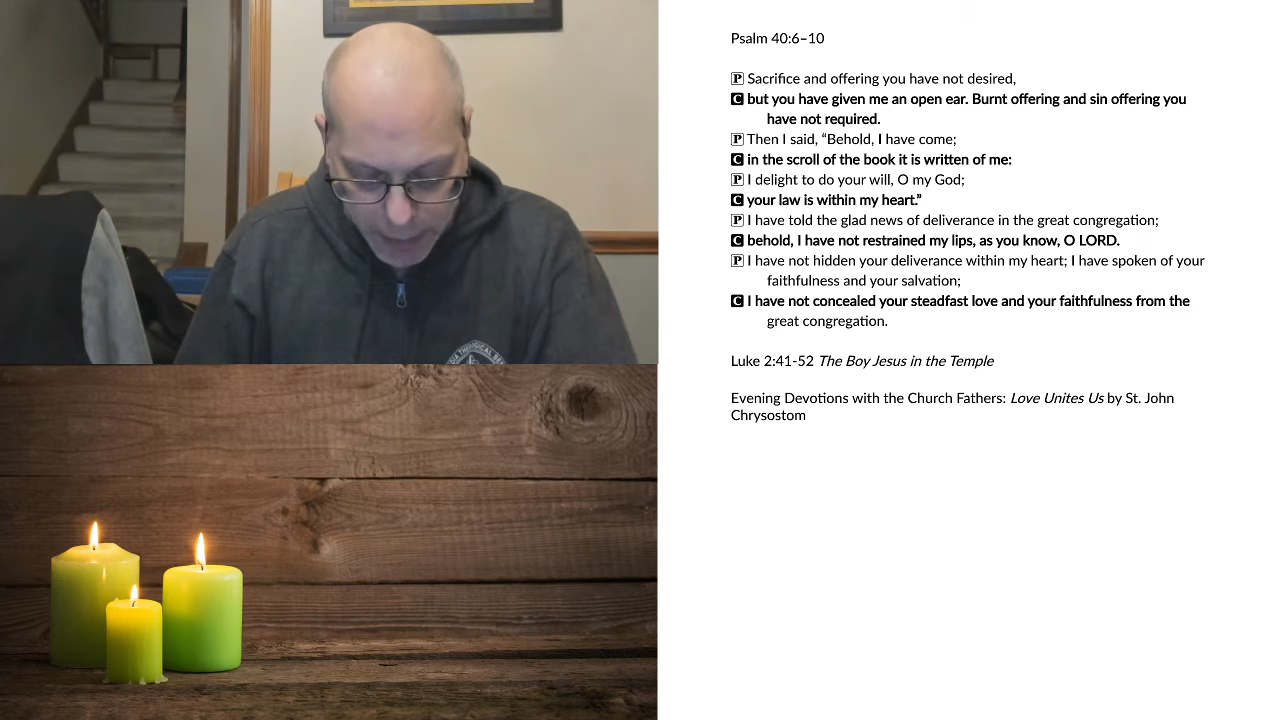 Psalm 40:6–10
P Sacrifice and offering you have not desired,
C but you have given me an open ear. Burnt offering and sin offering you
have not required.
P Then I said, “Behold, I have come;
C in the scroll of the book it is written of me:
P I delight to do your will, O my God;
C your law is within my heart.”
P I have told the glad news of deliverance in the great congregation;
C behold, I have not restrained my lips, as you know, O LORD.
P I have not hidden your deliverance within my heart; I have spoken of your
faithfulness and your salvation;
C I have not concealed your steadfast love and your faithfulness from the
great congregation.
Luke 2:41-52 The Boy Jesus in the Temple
Evening Devotions with the Church Fathers: Love Unites Us by St. John
Chrysostom
THEOLOGICAL